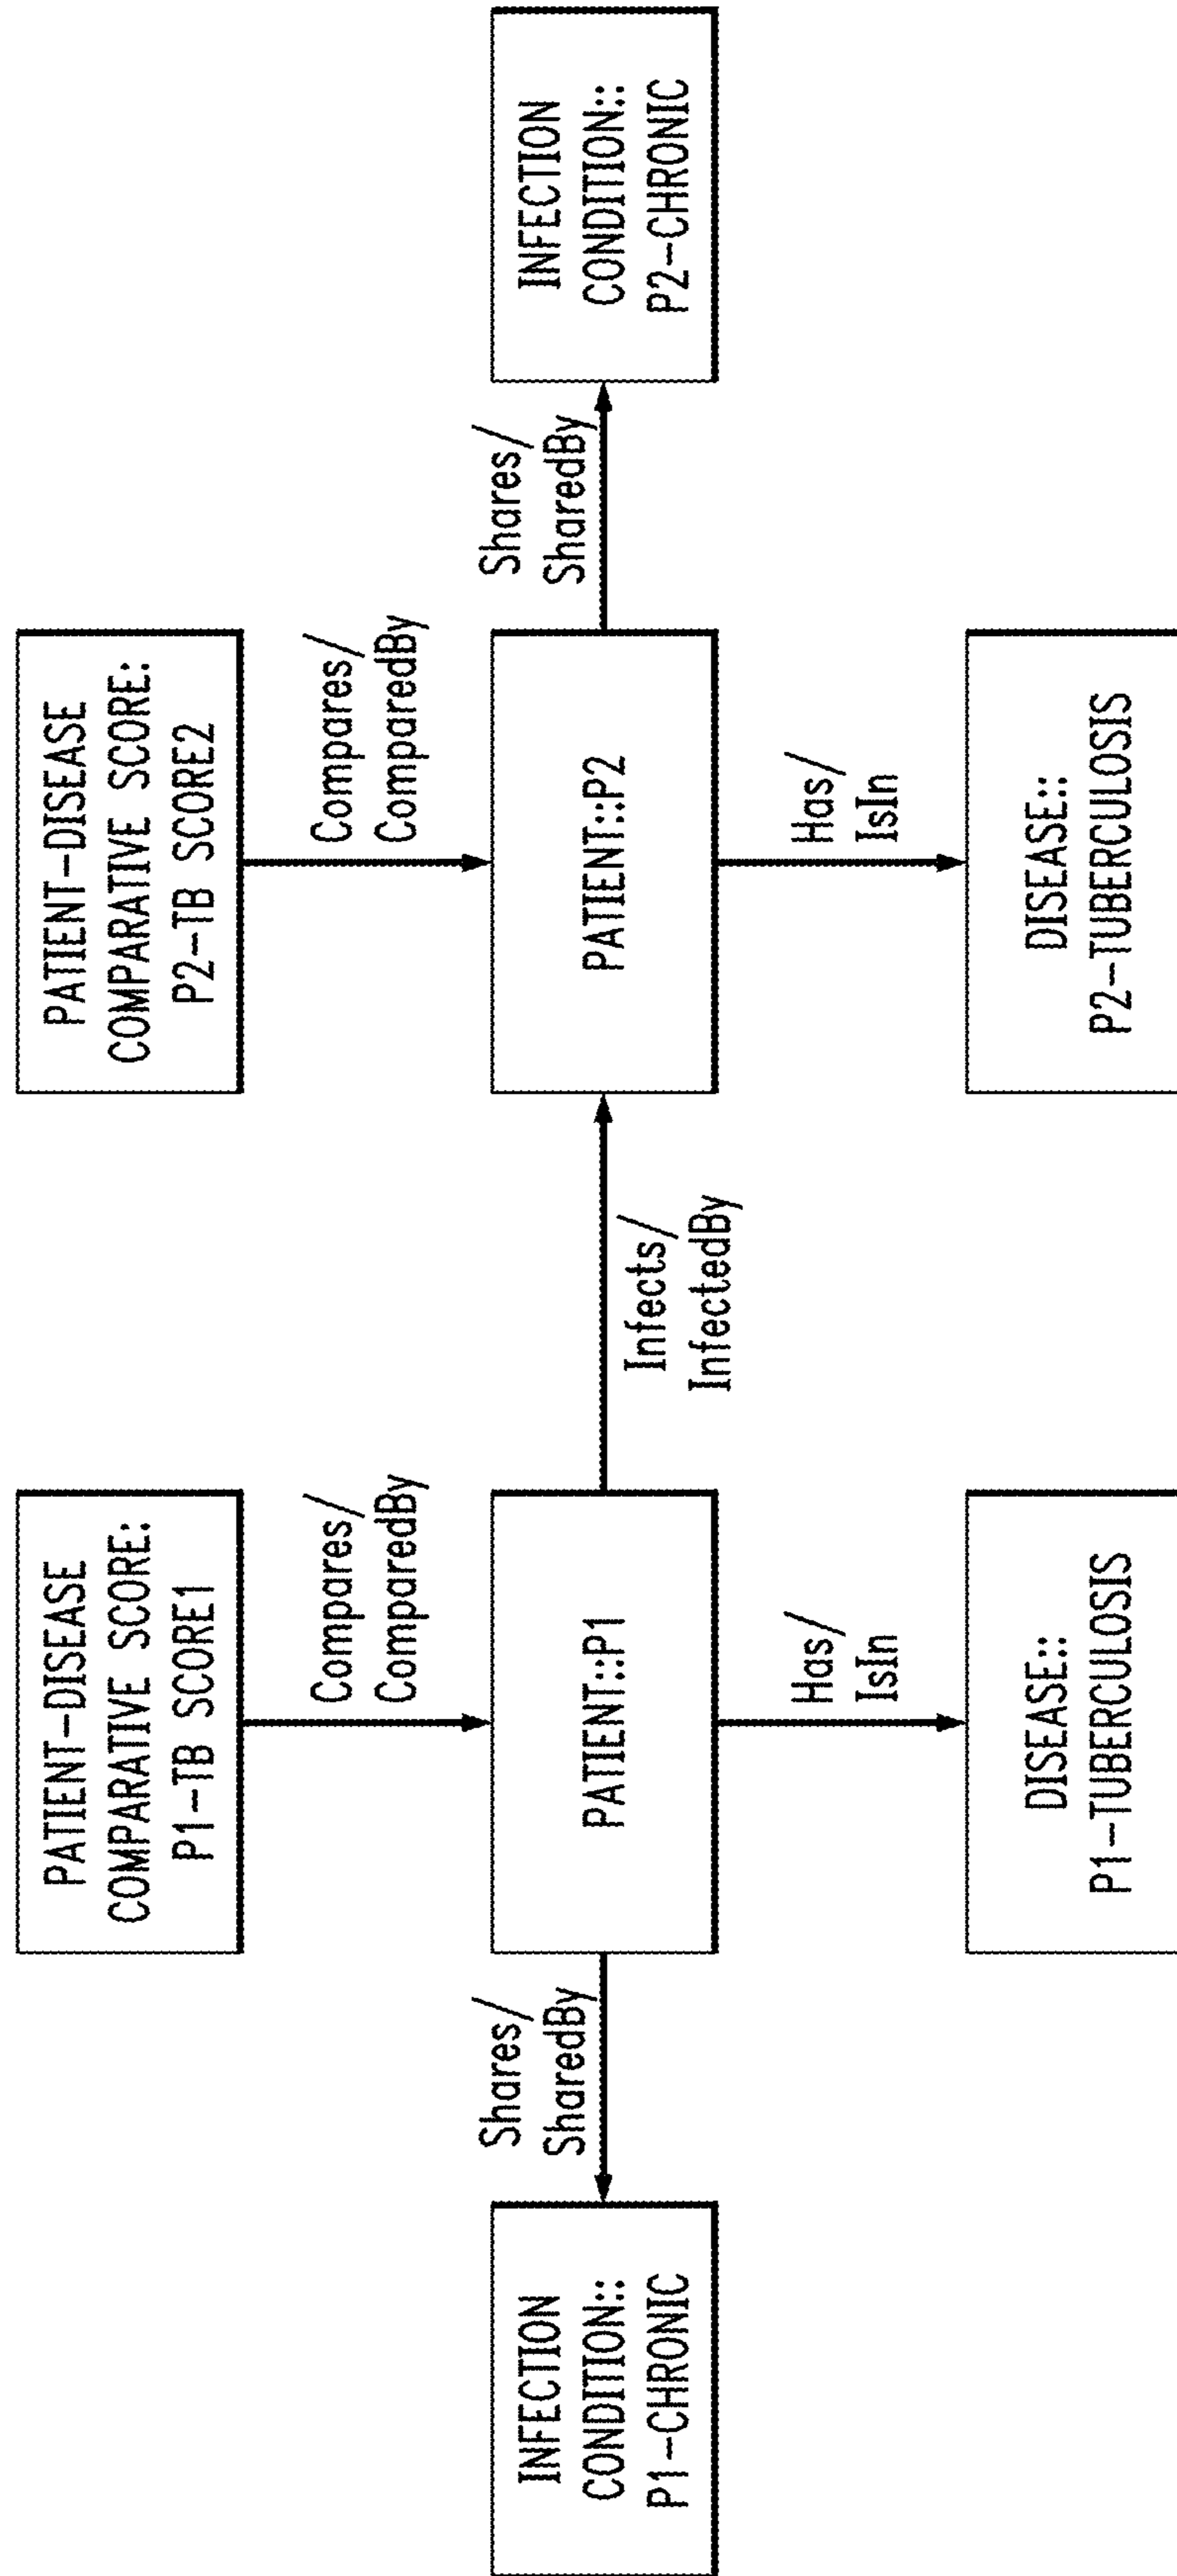 PATIENT-DISEASE
COMPARATIVE SCORE:
P1-TB SCORE1
PATIENT-DISEASE
COMPARATIVE SCORE:
P2-TB SCORE2
Compares/
ComparedBy
Compares/
ComparedBy
INFECTION
CONDITION::
P1-CHRONIC
Shares/
SharedBy
PATIENT::P1
Infects/
InfectedBy
PATIENT::P2
Shares/
SharedBy
INFECTION
CONDITION::
P2-CHRONIC
Has/
IsIn
Has/
IsIn
DISEASE::
P1-TUBERCULOSIS
DISEASE::
P2-TUBERCULOSIS